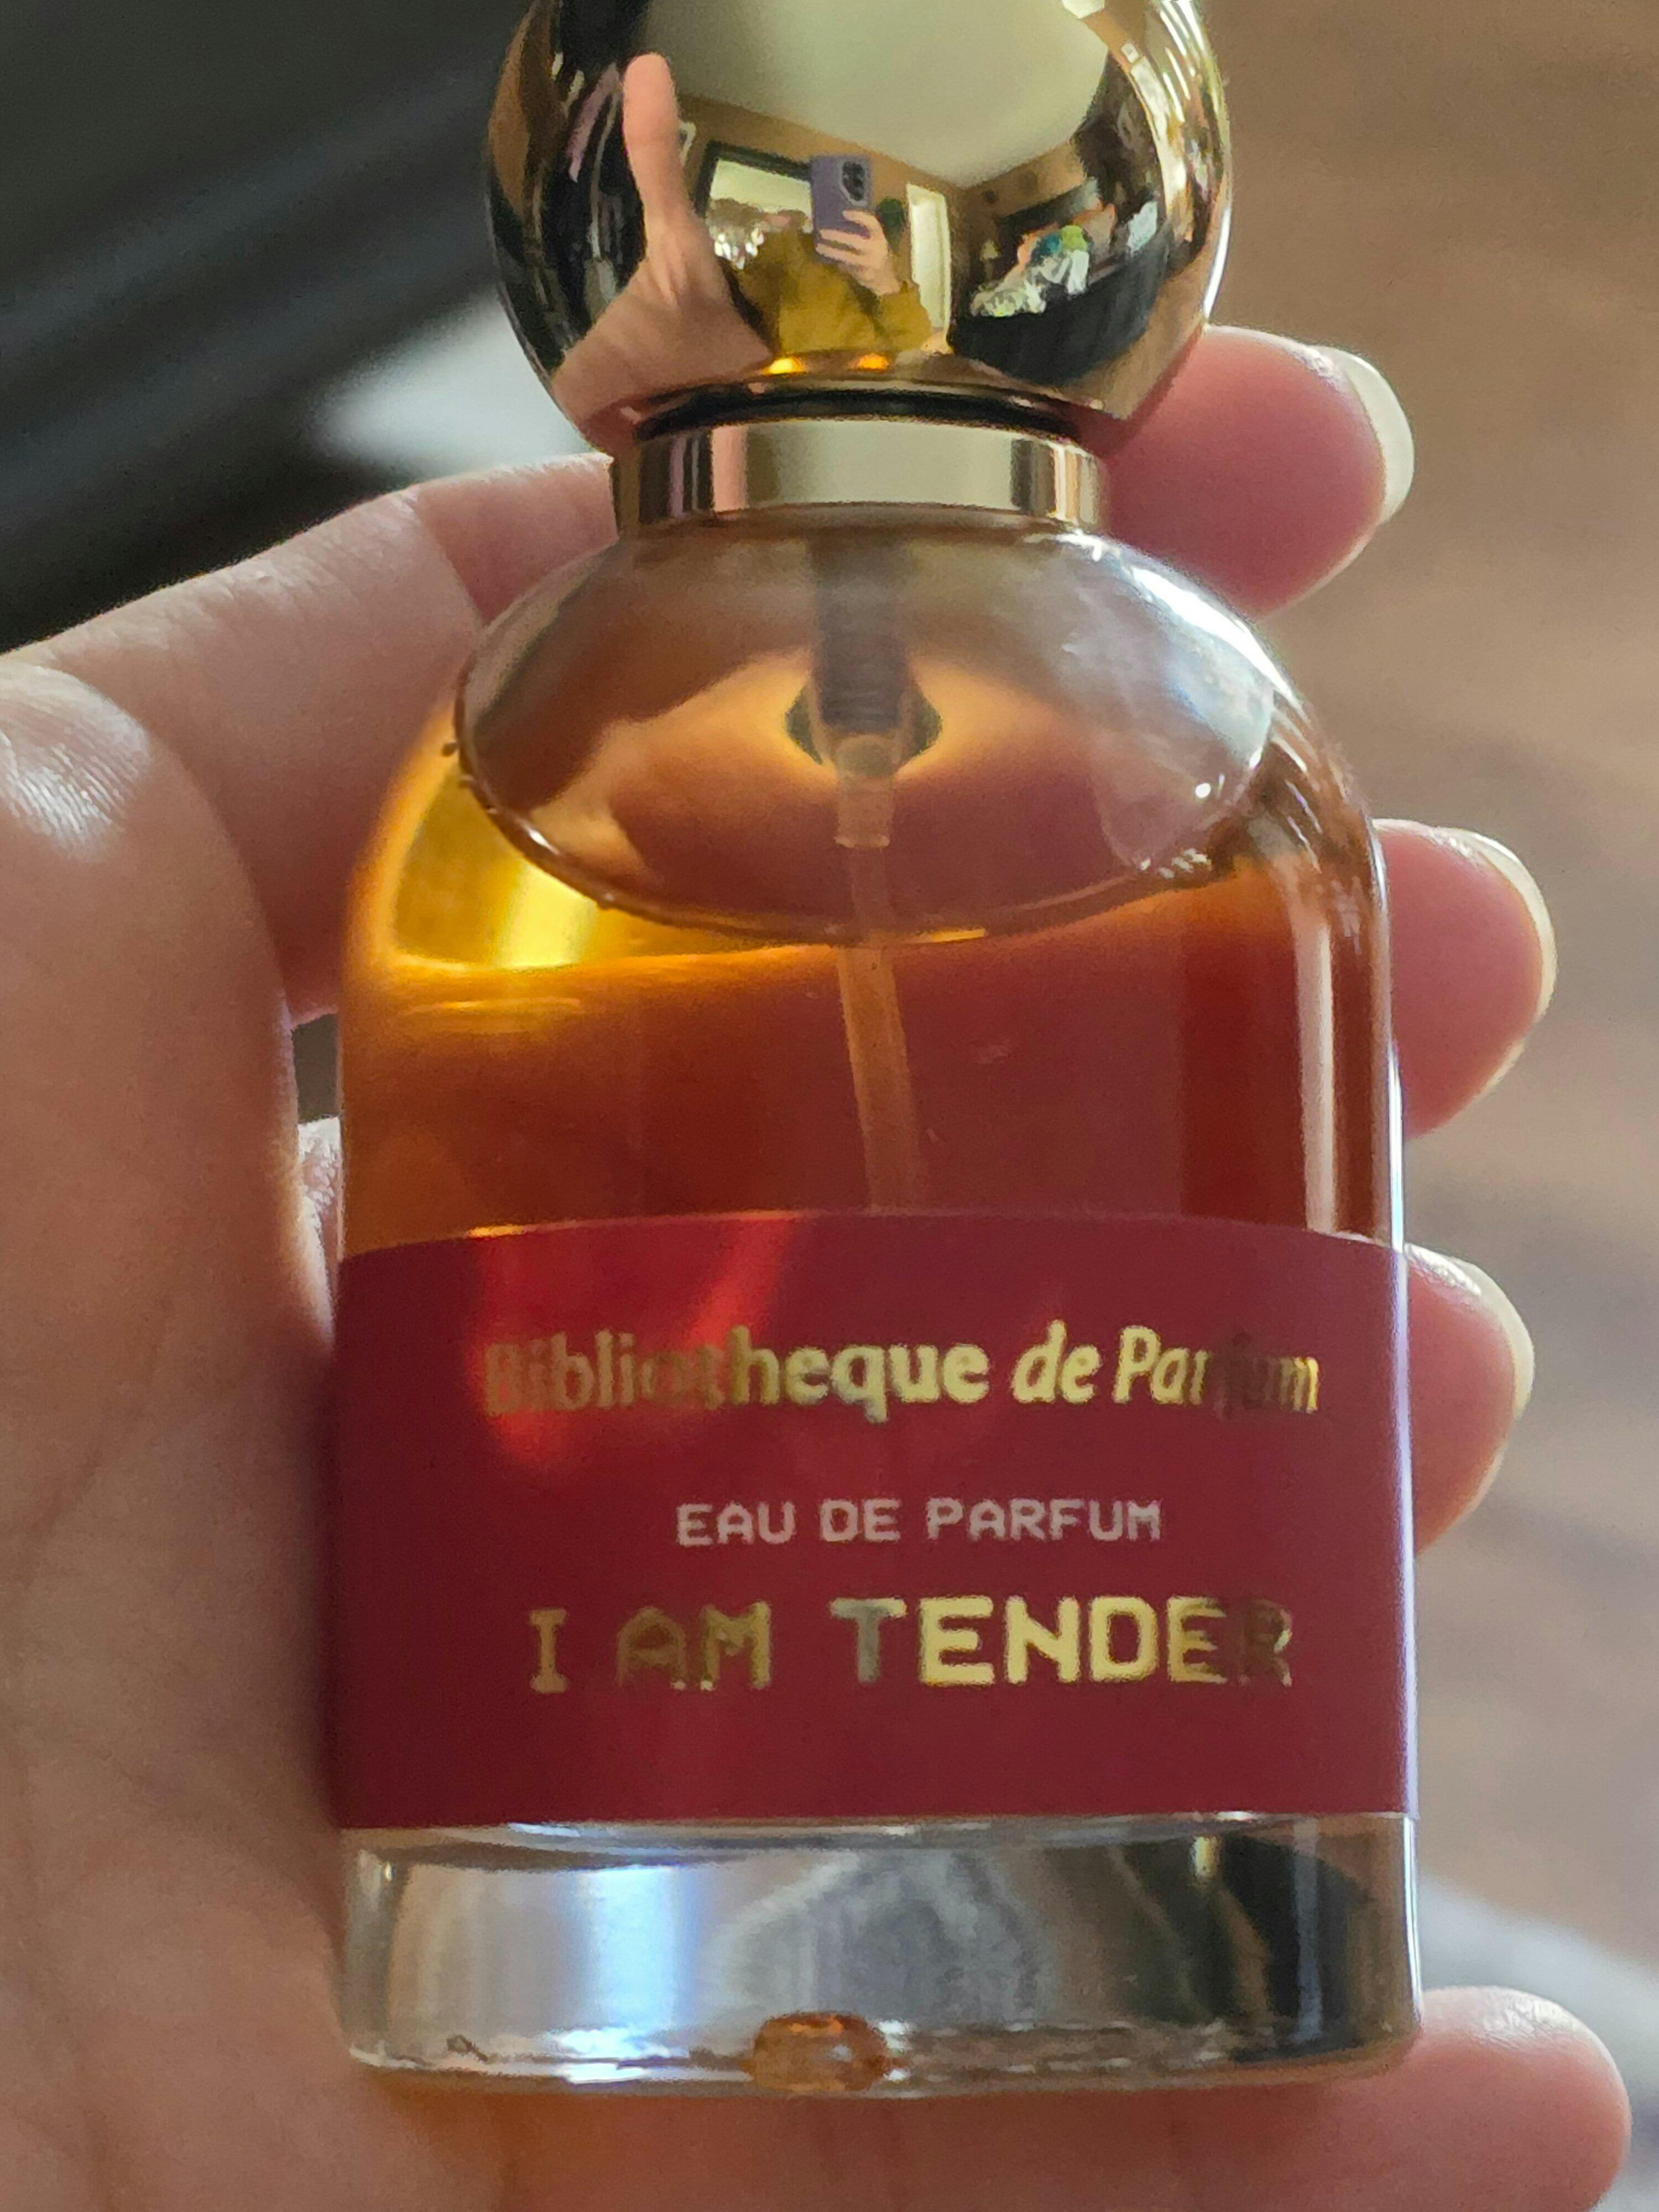 Bibliotheque de Parfum
EAU DE PARFUM
I AM TENDER